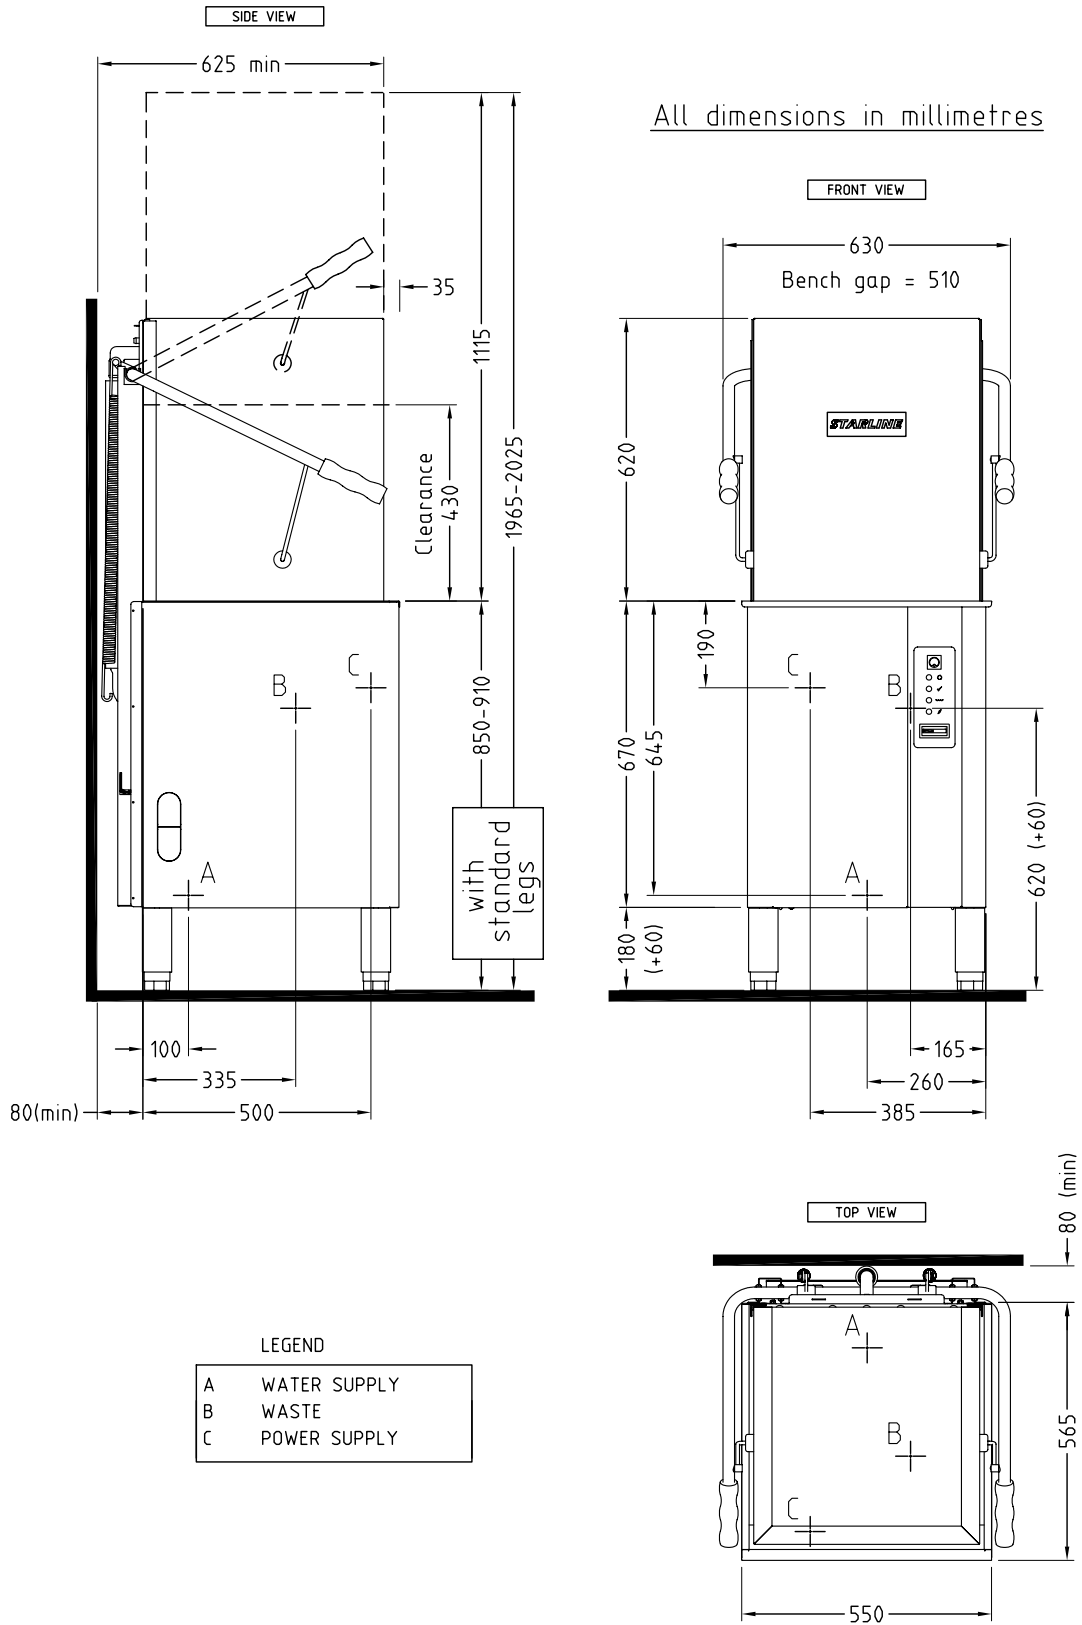 SIDE VIEW
625 min
All dimensions in millimetres
FRONT VIEW
630
Bench gap = 510
35
1115
1965-2025
Clearance
430
STARLINE
620
190
C
B
C
B
850-910
670
645
A
A
with
standard
legs
620 (+60)
180
(+60)
100
335
80(min)
500
165
260
385
80 (min)
TOP VIEW
A
B
C
565
550
LEGEND
A WATER SUPPLY
B WASTE
C POWER SUPPLY